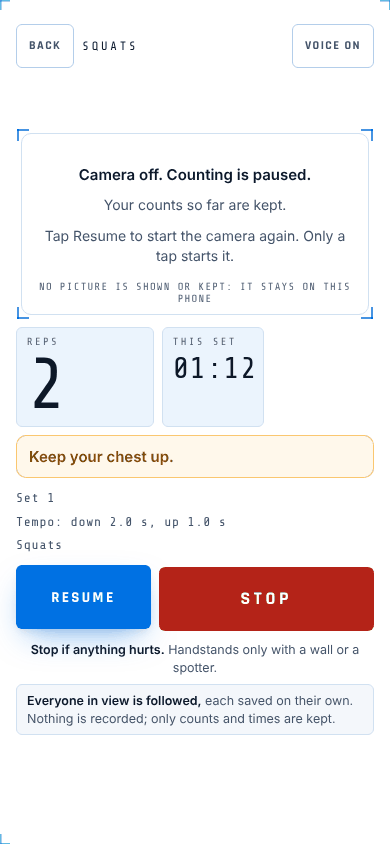 BACK
SQUATS
VOICE ON
Camera off. Counting is paused.
Your counts so far are kept.
Tap Resume to start the camera again. Only a
tap starts it.
NO PICTURE IS SHOWN OR KEPT: IT STAYS ON THIS
PHONE
REPS
2
THIS SET
01:12
Keep your chest up.
Set 1
Tempo: down 2.0 s, up 1.0 s
Squats
RESUME
STOP
Stop if anything hurts. Handstands only with a wall or a
spotter.
Everyone in view is followed, each saved on their own.
Nothing is recorded; only counts and times are kept.